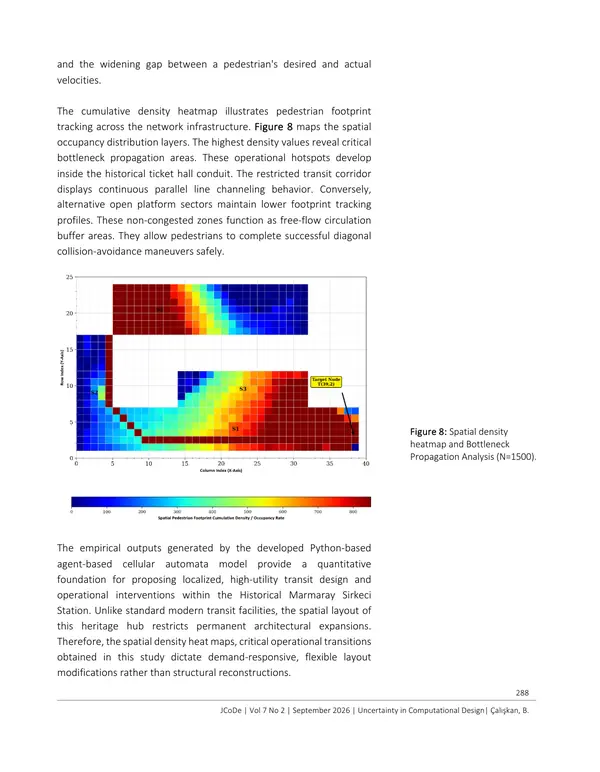 and the widening gap between a pedestrian's desired and actual
velocities.
The cumulative density heatmap illustrates pedestrian footprint
tracking across the network infrastructure. Figure 8 maps the spatial
occupancy distribution layers. The highest density values reveal critical
bottleneck propagation areas. These operational hotspots develop
inside the historical ticket hall conduit. The restricted transit corridor
displays continuous parallel line channeling behavior. Conversely,
alternative open platform sectors maintain lower footprint tracking
profiles. These non-congested zones function as free-flow circulation
buffer areas. They allow pedestrians to complete successful diagonal
collision-avoidance maneuvers safely.
25
20
15
10
5
0
Row Index (Y-Axis)
S2
S3
S1
Target Node
T(39,2)
0 5 10 15 20 25 30 35 40
Column Index (X-Axis)
0 100 200 300 400 500 600 700 800
Spatial Pedestrian Footprint Cumulative Density / Occupancy Rate
Figure 8: Spatial density
heatmap and Bottleneck
Propagation Analysis (N=1500).
The empirical outputs generated by the developed Python-based
agent-based cellular automata model provide a quantitative
foundation for proposing localized, high-utility transit design and
operational interventions within the Historical Marmaray Sirkeci
Station. Unlike standard modern transit facilities, the spatial layout of
this heritage hub restricts permanent architectural expansions.
Therefore, the spatial density heat maps, critical operational transitions
obtained in this study dictate demand-responsive, flexible layout
modifications rather than structural reconstructions.
288
JCoDe | Vol 7 No 2 | September 2026 | Uncertainty in Computational Design| Çalışkan, B.